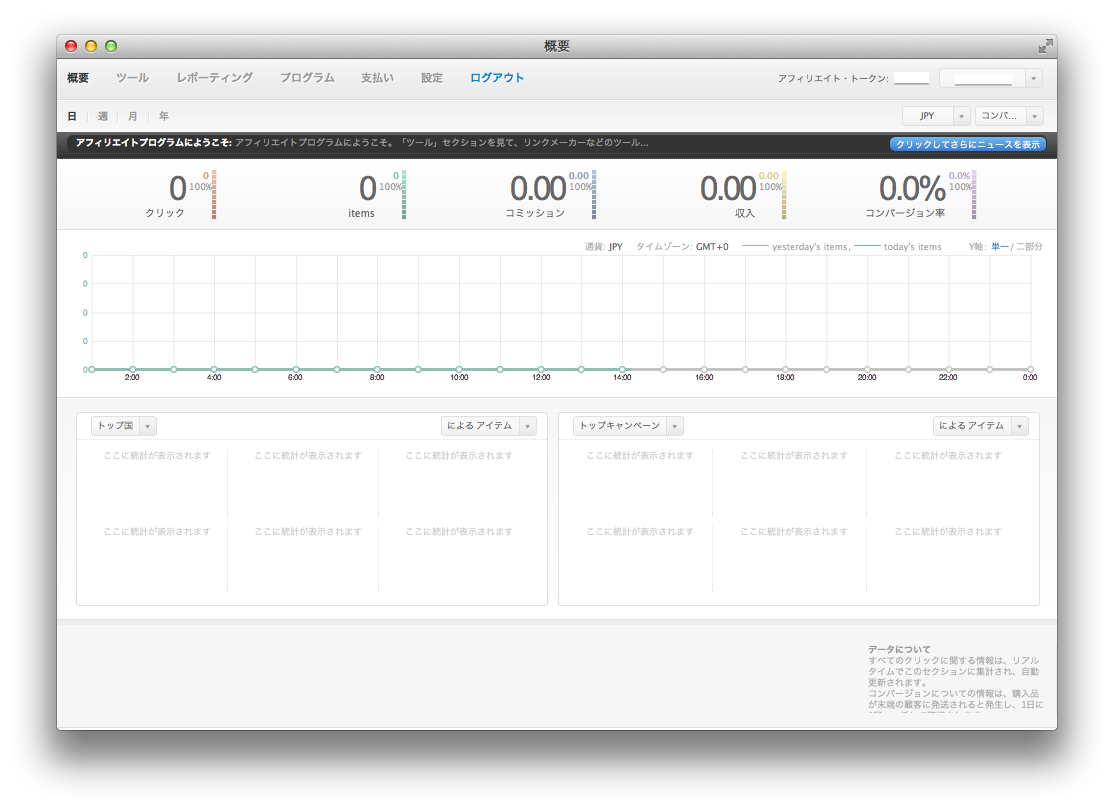 概要
概要 ツール レポーティング プログラム 支払い 設定 ログアウト アフィリエイト・トークン:
日 週 月 年 JPY コンバ...
アフィリエイトプログラムにようこそ: アフィリエイトプログラムにようこそ。「ツール」セクションを見て、リンクメーカーなどのツール... クリックしてさらにニュースを表示
0 0 100% 0 0 100% 0.00 0.00 100% 0.00 0.00 100% 0.0% 0.0% 100%
クリック items コミッション 収入 コンバージョン率
通貨: JPY タイムゾーン: GMT+0 yesterday's items, today's items Y軸: 単一 / 二部分
0
0
0
0
0
2:00 4:00 6:00 8:00 10:00 12:00 14:00 16:00 18:00 20:00 22:00 0:00
トップ国 による アイテム トップキャンペーン による アイテム
ここに統計が表示されます ここに統計が表示されます ここに統計が表示されます ここに統計が表示されます ここに統計が表示されます ここに統計が表示されます
ここに統計が表示されます ここに統計が表示されます ここに統計が表示されます ここに統計が表示されます ここに統計が表示されます ここに統計が表示されます
データについて
すべてのクリックに関する情報は、リアル
タイムでこのセクションに集計され、自動
更新されます。
コンバージョンについての情報は、購入品
が末端の顧客に発送されると発生し、1日に